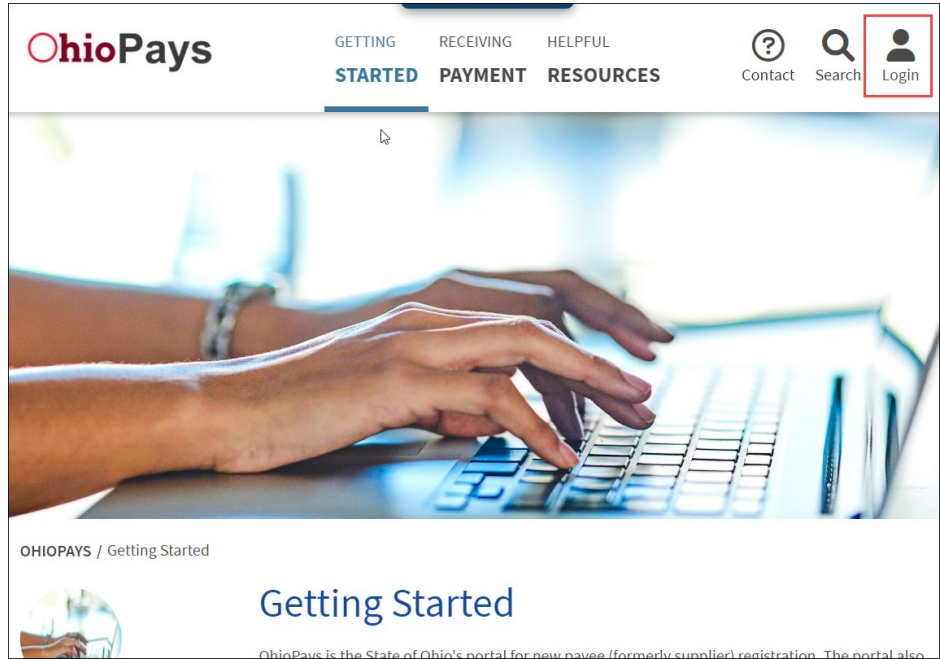 OhioPays
GETTING STARTED
RECEIVING PAYMENT
HELPFUL RESOURCES
Contact
Search
Login
OHIOPAYS / Getting Started
Getting Started
OhioPays is the State of Ohio's portal for new payee (formerly supplier) registration. The portal also